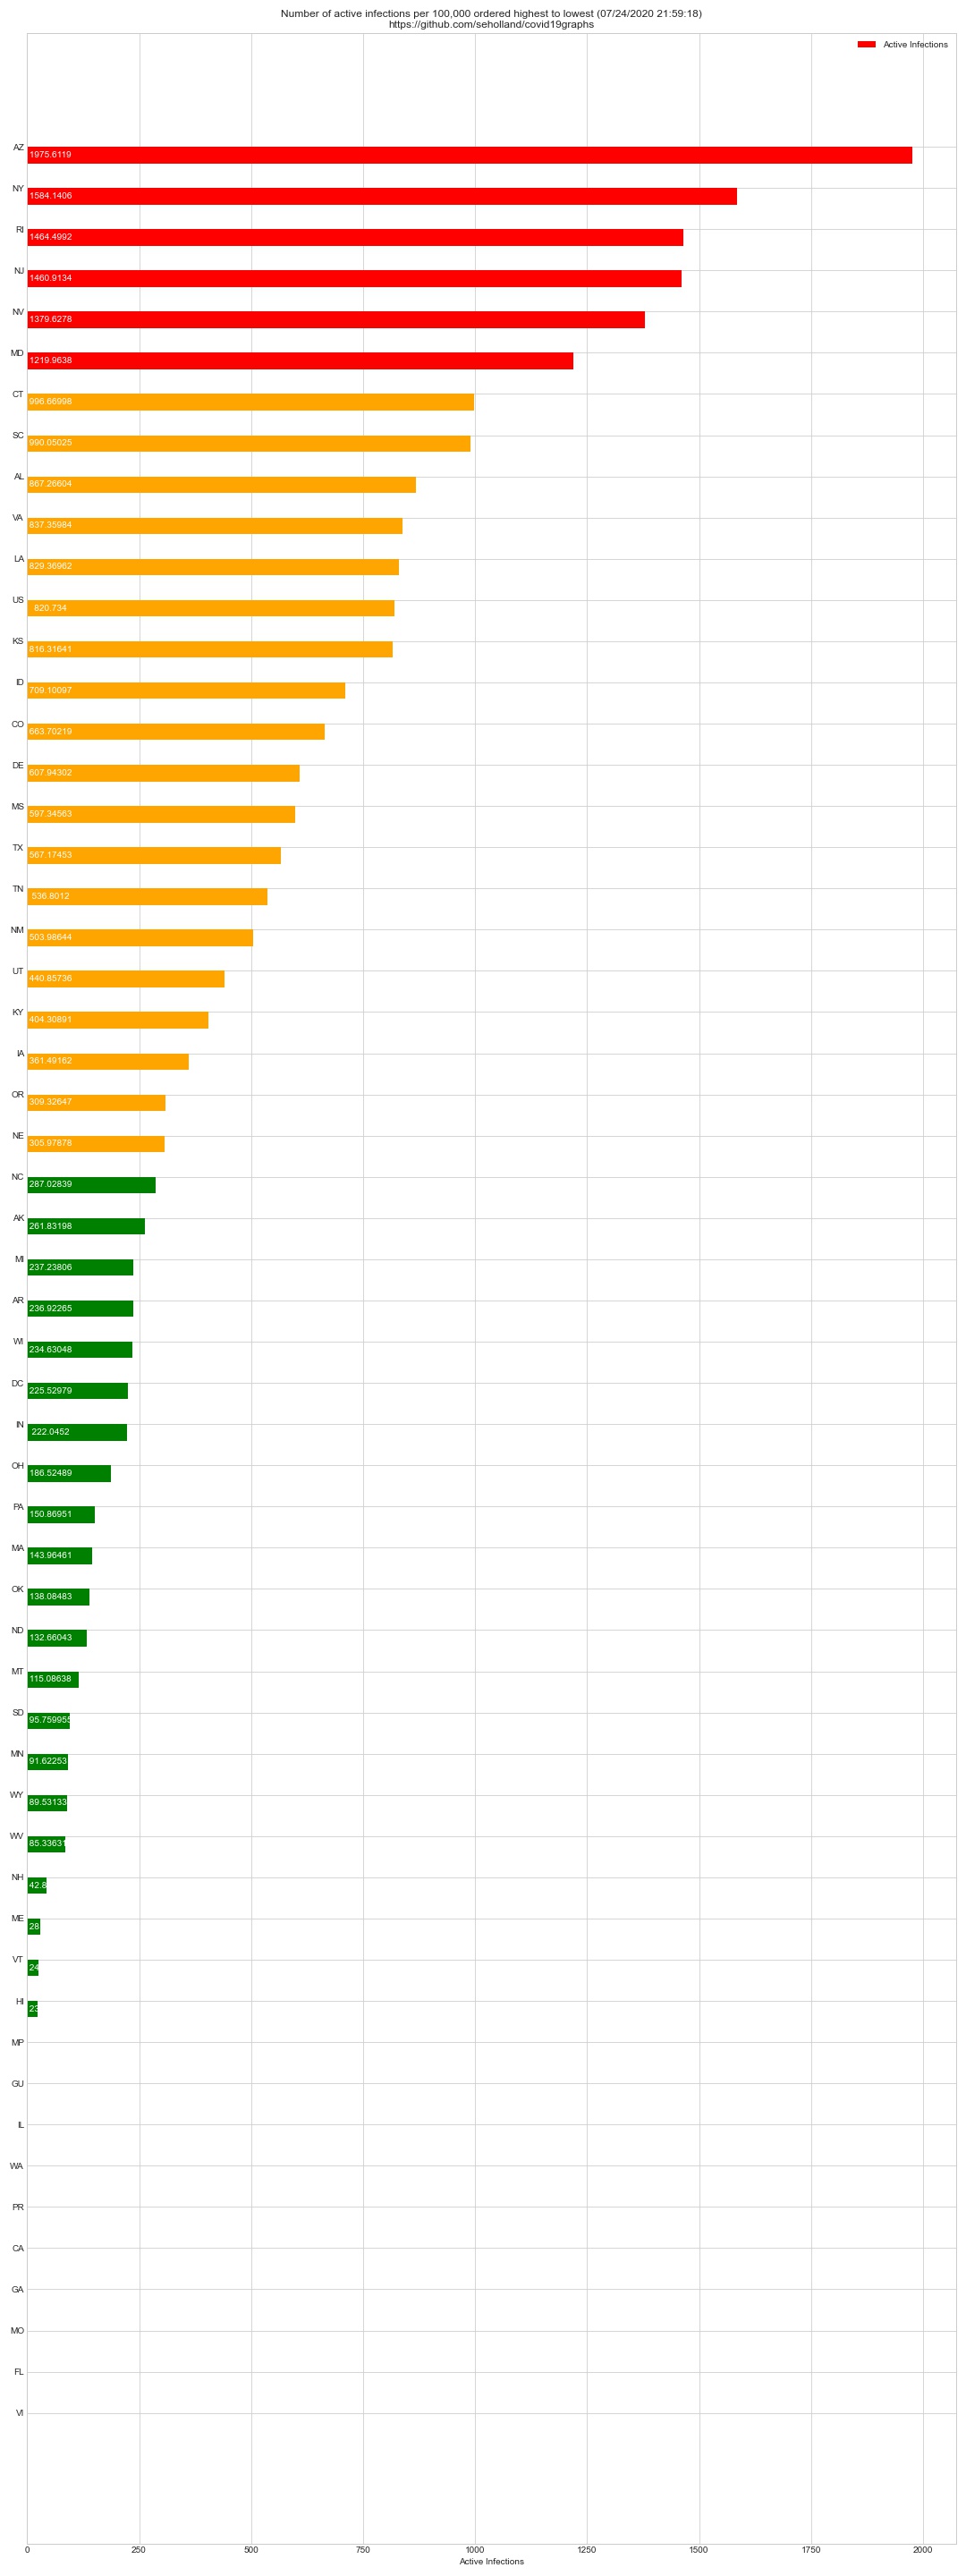 Number of active infections per 100,000 ordered highest to lowest (07/24/2020 21:59:18)
https://github.com/seholland/covid19graphs
Active Infections
AZ 1975.6119
NY 1584.1406
RI 1464.4992
NJ 1460.9134
NV 1379.6278
MD 1219.9638
CT 996.66998
SC 990.05025
AL 867.26604
VA 837.35984
LA 829.36962
US 820.734
KS 816.31641
ID 709.10097
CO 663.70219
DE 607.94302
MS 597.34563
TX 567.17453
TN 536.8012
NM 503.98644
UT 440.85736
KY 404.30891
IA 361.49162
OR 309.32647
NE 305.97878
NC 287.02839
AK 261.83198
MI 237.23806
AR 236.92265
WI 234.63048
DC 225.52979
IN 222.0452
OH 186.52489
PA 150.86951
MA 143.96461
OK 138.08483
ND 132.66043
MT 115.08638
SD 95.759955
MN 91.62253
WY 89.53133
WV 85.33631
NH 42.8
ME 28
VT 24
HI 23
MP
GU
IL
WA
PR
CA
GA
MO
FL
VI
0 250 500 750 1000 1250 1500 1750 2000
Active Infections